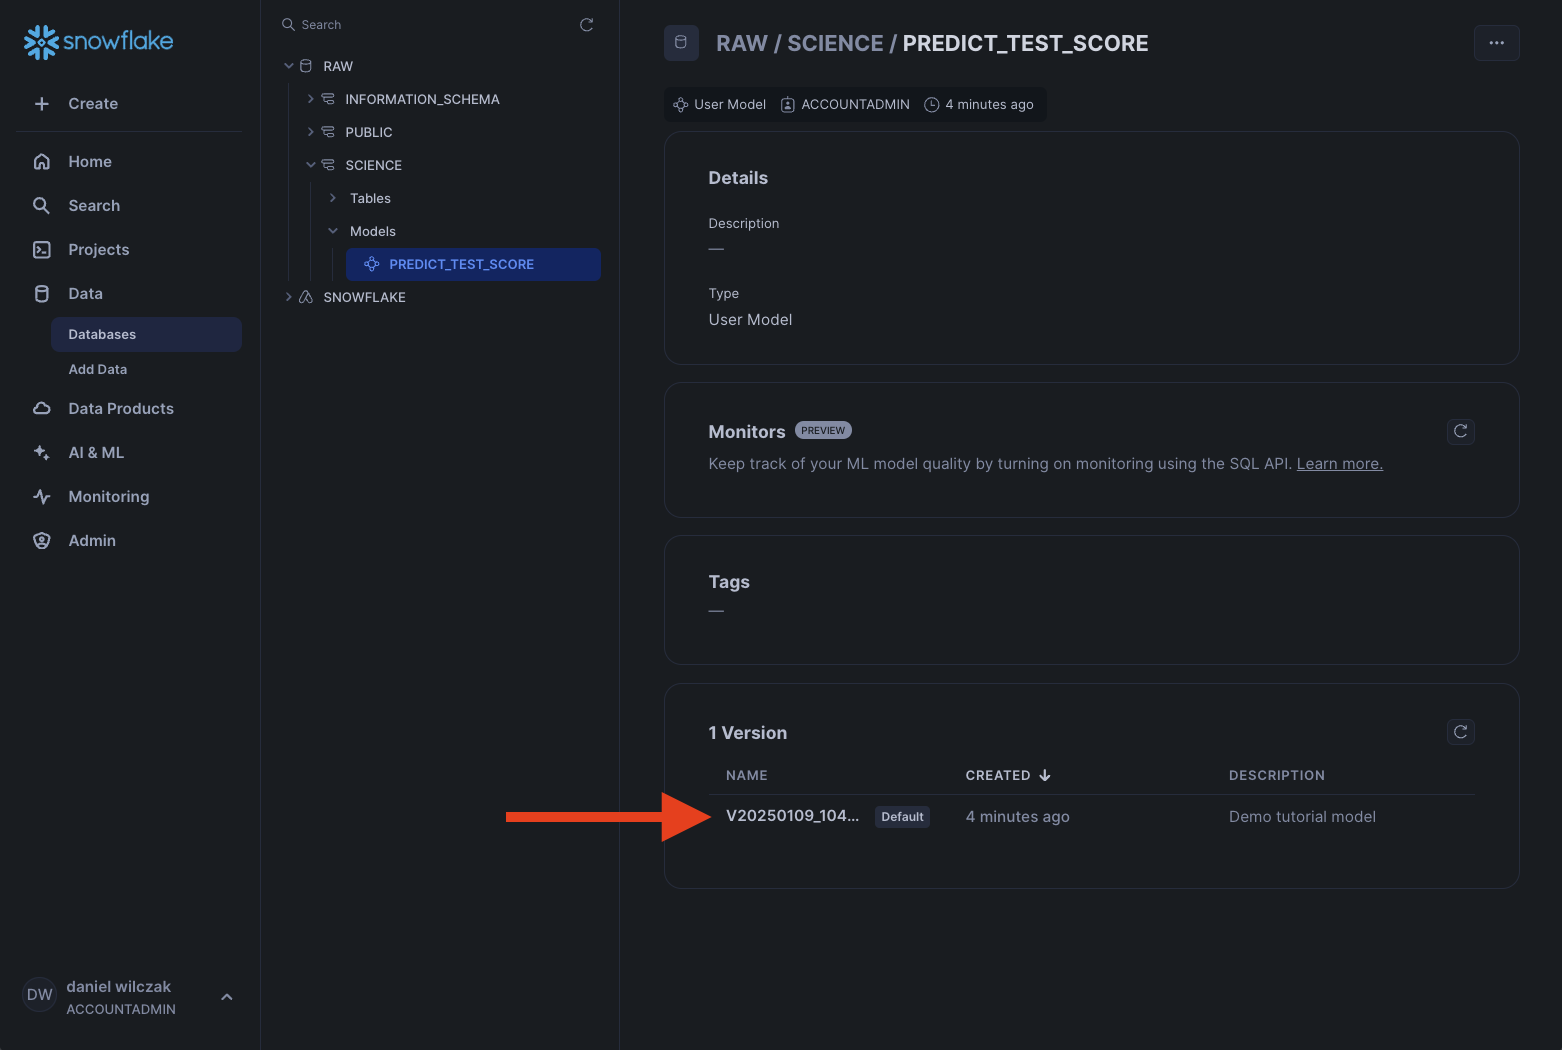 snowflake
Create
Home
Search
Projects
Data
Databases
Add Data
Data Products
AI & ML
Monitoring
Admin
DW
daniel wilczak
ACCOUNTADMIN
Search
RAW
INFORMATION_SCHEMA
PUBLIC
SCIENCE
Tables
Models
PREDICT_TEST_SCORE
SNOWFLAKE
RAW / SCIENCE / PREDICT_TEST_SCORE
User Model ACCOUNTADMIN 4 minutes ago
Details
Description
—
Type
User Model
Monitors PREVIEW
Keep track of your ML model quality by turning on monitoring using the SQL API. Learn more.
Tags
—
1 Version
NAME CREATED DESCRIPTION
V20250109_104... Default 4 minutes ago Demo tutorial model